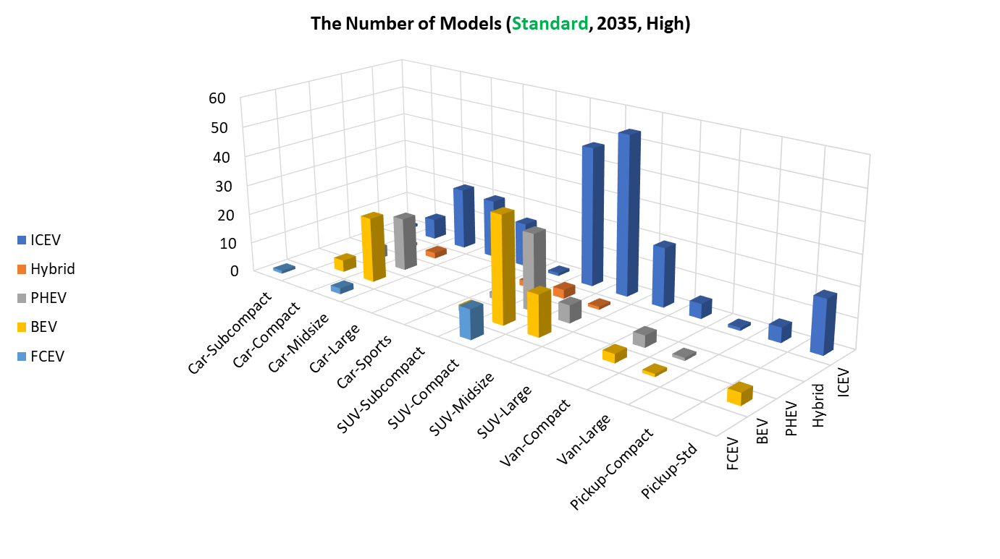 The Number of Models (Standard, 2035, High)
60
50
40
30
20
10
0
ICEV
Hybrid
PHEV
BEV
FCEV
Car-Subcompact
Car-Compact
Car-Midsize
Car-Large
Car-Sports
SUV-Subcompact
SUV-Compact
SUV-Midsize
SUV-Large
Van-Compact
Van-Large
Pickup-Compact
Pickup-Std
FCEV
BEV
PHEV
Hybrid
ICEV